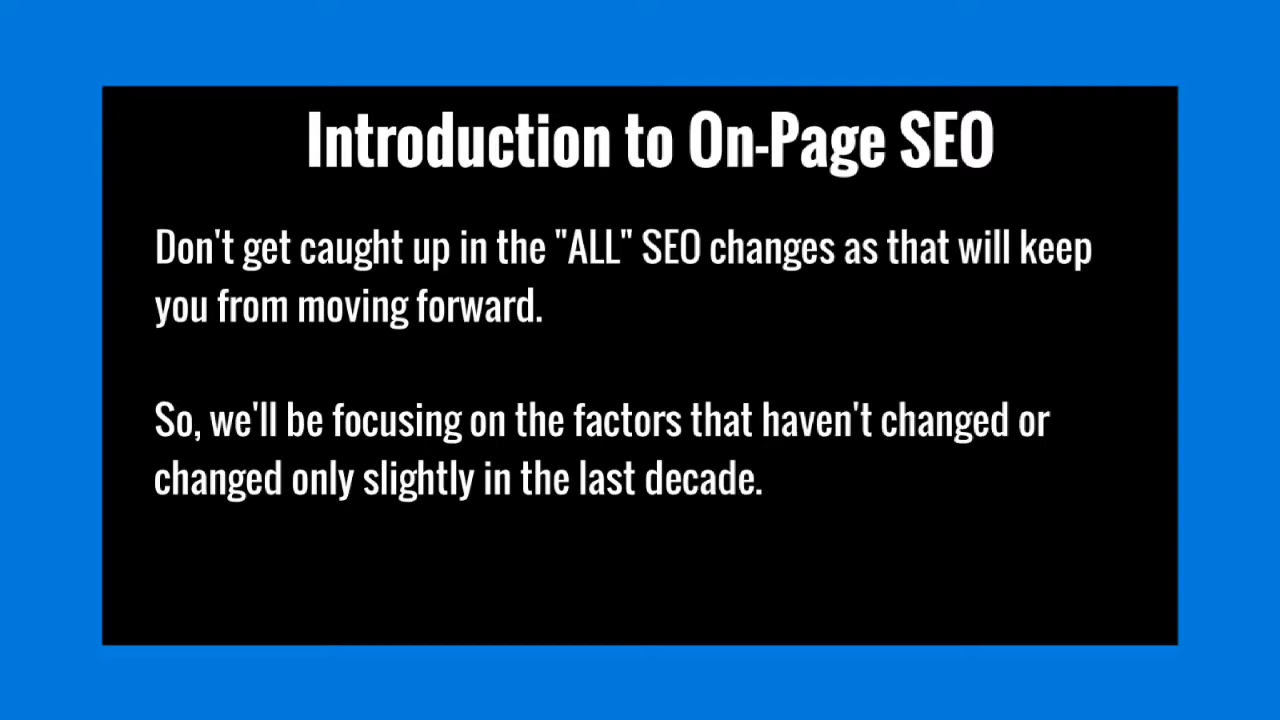 Introduction to On-Page SEO
Don't get caught up in the "ALL" SEO changes as that will keep
you from moving forward.
So, we'll be focusing on the factors that haven't changed or
changed only slightly in the last decade.